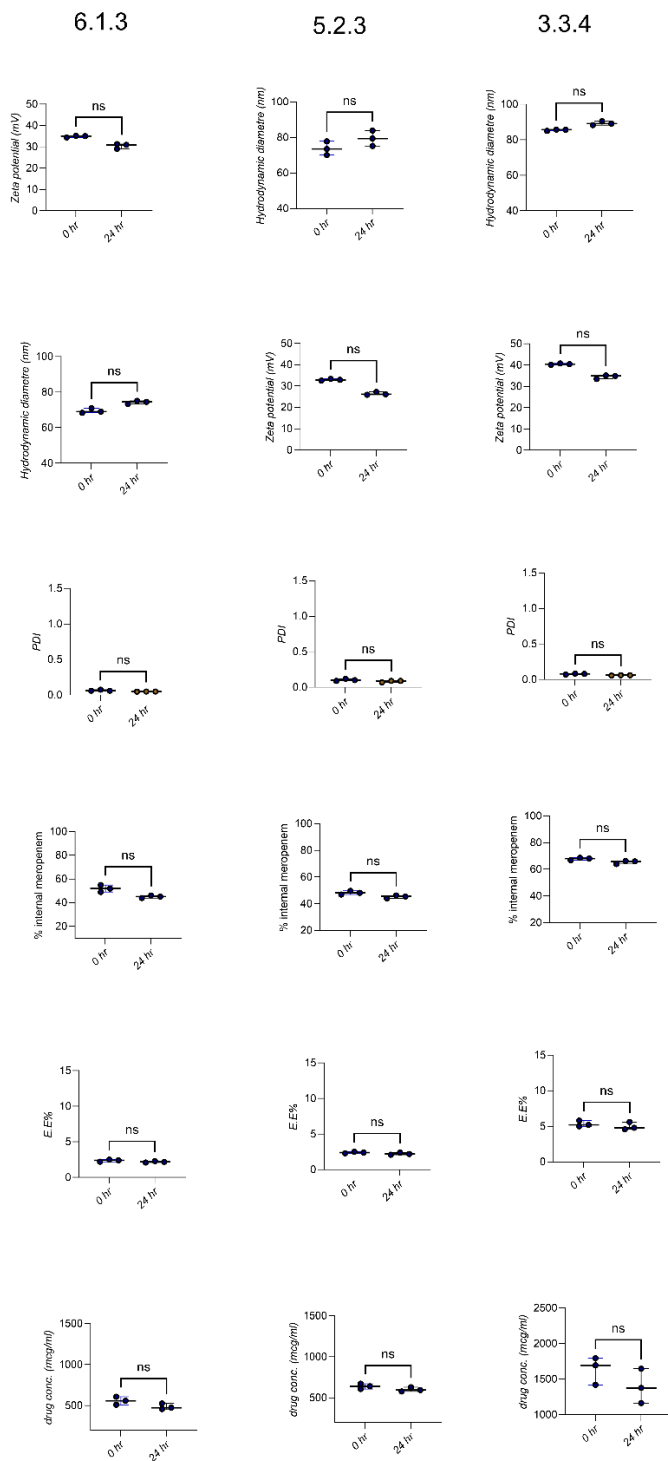 6.1.3
5.2.3
3.3.4
Zeta potential (mV)
50
40
30
20
10
0
ns
0 hr
24 hr
Hydrodynamic diametre (nm)
100
80
60
40
ns
0 hr
24 hr
Hydrodynamic diametre (nm)
100
80
60
40
ns
0 hr
24 hr
Hydrodynamic diametre (nm)
100
80
60
40
ns
0 hr
24 hr
Zeta potential (mV)
50
40
30
20
10
0
ns
0 hr
24 hr
Zeta potential (mV)
50
40
30
20
10
0
ns
0 hr
24 hr
PDI
1.5
1.0
0.5
0.0
ns
0 hr
24 hr
PDI
1.5
1.0
0.5
0.0
ns
0 hr
24 hr
PDI
1.5
1.0
0.5
0.0
ns
0 hr
24 hr
% internal meropenem
100
80
60
40
20
ns
0 hr
24 hr
% internal meropenem
100
80
60
40
20
ns
0 hr
24 hr
% internal meropenem
100
80
60
40
20
ns
0 hr
24 hr
E.E%
15
10
5
0
ns
0 hr
24 hr
E.E%
15
10
5
0
ns
0 hr
24 hr
E.E%
15
10
5
0
ns
0 hr
24 hr
drug conc. (mcg/ml)
1500
1000
500
ns
0 hr
24 hr
drug conc. (mcg/ml)
1500
1000
500
ns
0 hr
24 hr
drug conc. (mcg/ml)
2500
2000
1500
1000
ns
0 hr
24 hr